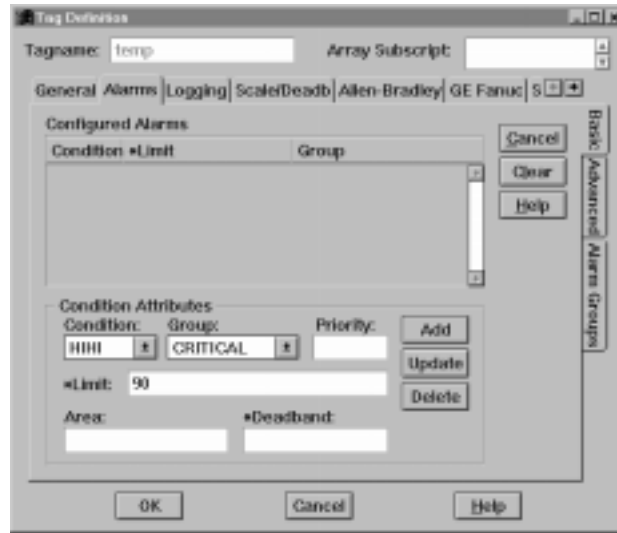 Tag Definition
Tagname: temp Array Subscript:
General Alarms Logging Scale/Deadb Allen-Bradley GE Fanuc S
Configured Alarms
Condition *Limit Group
Cancel
Clear
Help
Basic
Advanced
Alarm Groups
Condition Attributes
Condition: Group: Priority:
HIHI CRITICAL
Add
Update
Delete
*Limit: 90
Area: *Deadband:
OK Cancel Help